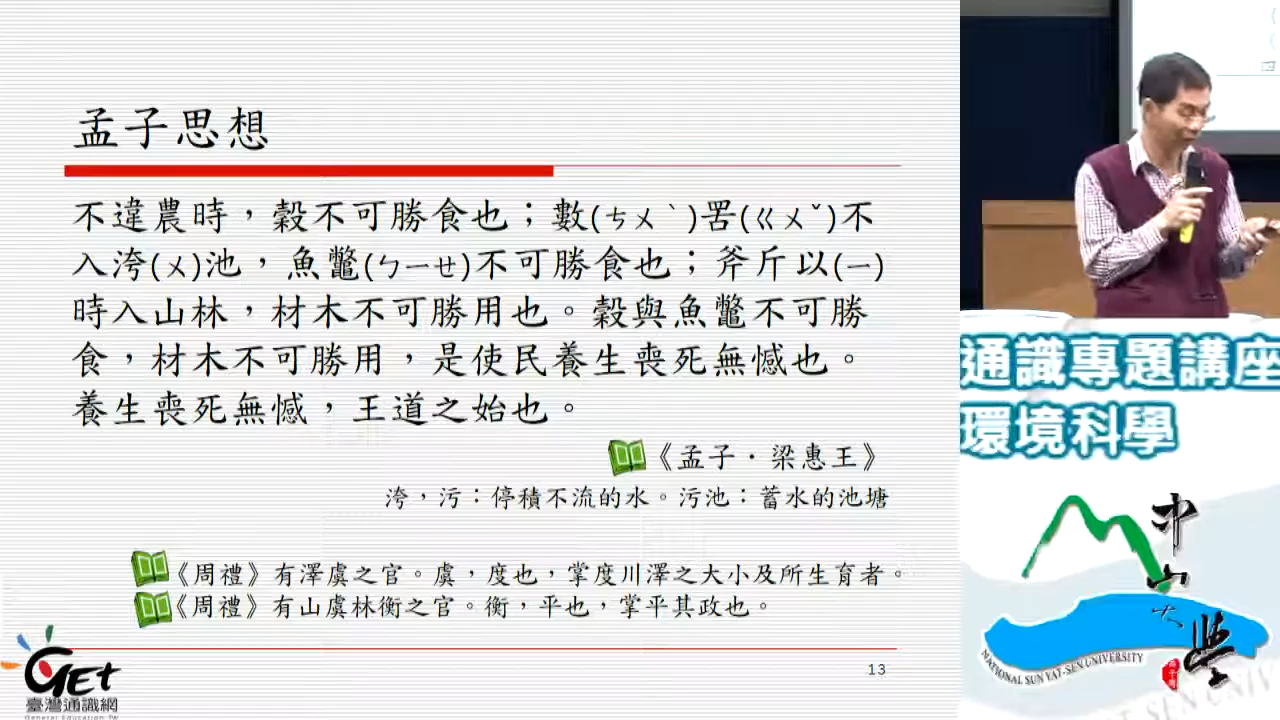 孟子思想
不違農時，穀不可勝食也；數(ㄘㄨˋ)罟(ㄍㄨˇ)不
入洿(ㄨ)池，魚鼈(ㄅㄧㄝ)不可勝食也；斧斤以(ㄧ)
時入山林，材木不可勝用也。穀與魚鼈不可勝
食，材木不可勝用，是使民養生喪死無憾也。
養生喪死無憾，王道之始也。
《孟子．梁惠王》
洿，污：停積不流的水。污池：蓄水的池塘
《周禮》有澤虞之官。虞，度也，掌度川澤之大小及所生育者。
《周禮》有山虞林衡之官。衡，平也，掌平其政也。
13
GET
臺灣通識網
General Education TW
四
通識專題講座
環境科學
中山大學
NATIONAL SUN YAT-SEN UNIVERSITY
AT-SEN UNIV